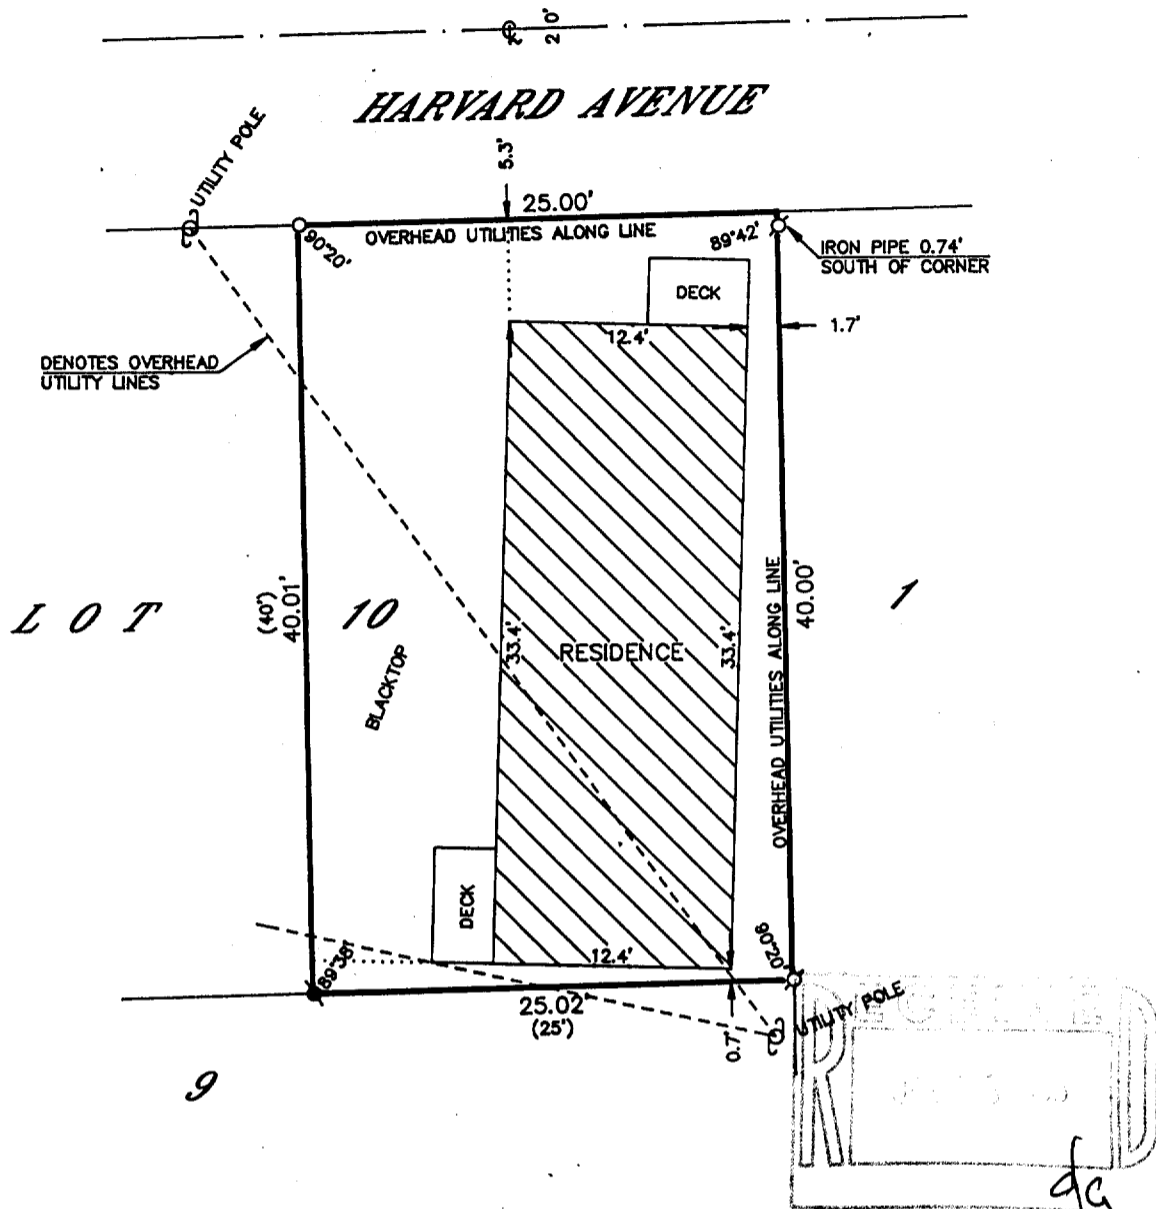 20'
HARVARD AVENUE
UTILITY POLE
5.3'
25.00'
OVERHEAD UTILITIES ALONG LINE
90°20'
89°42'
IRON PIPE 0.74'
SOUTH OF CORNER
DECK
12.4'
1.7'
DENOTES OVERHEAD
UTILITY LINES
LOT
(40')
40.01'
10
33.4'
RESIDENCE
33.4'
OVERHEAD UTILITIES ALONG LINE
40.00'
1
BLACKTOP
DECK
89°38'
12.4'
90°20
25.02'
(25')
0.7'
UTILITY POLE
RECEIVED
9